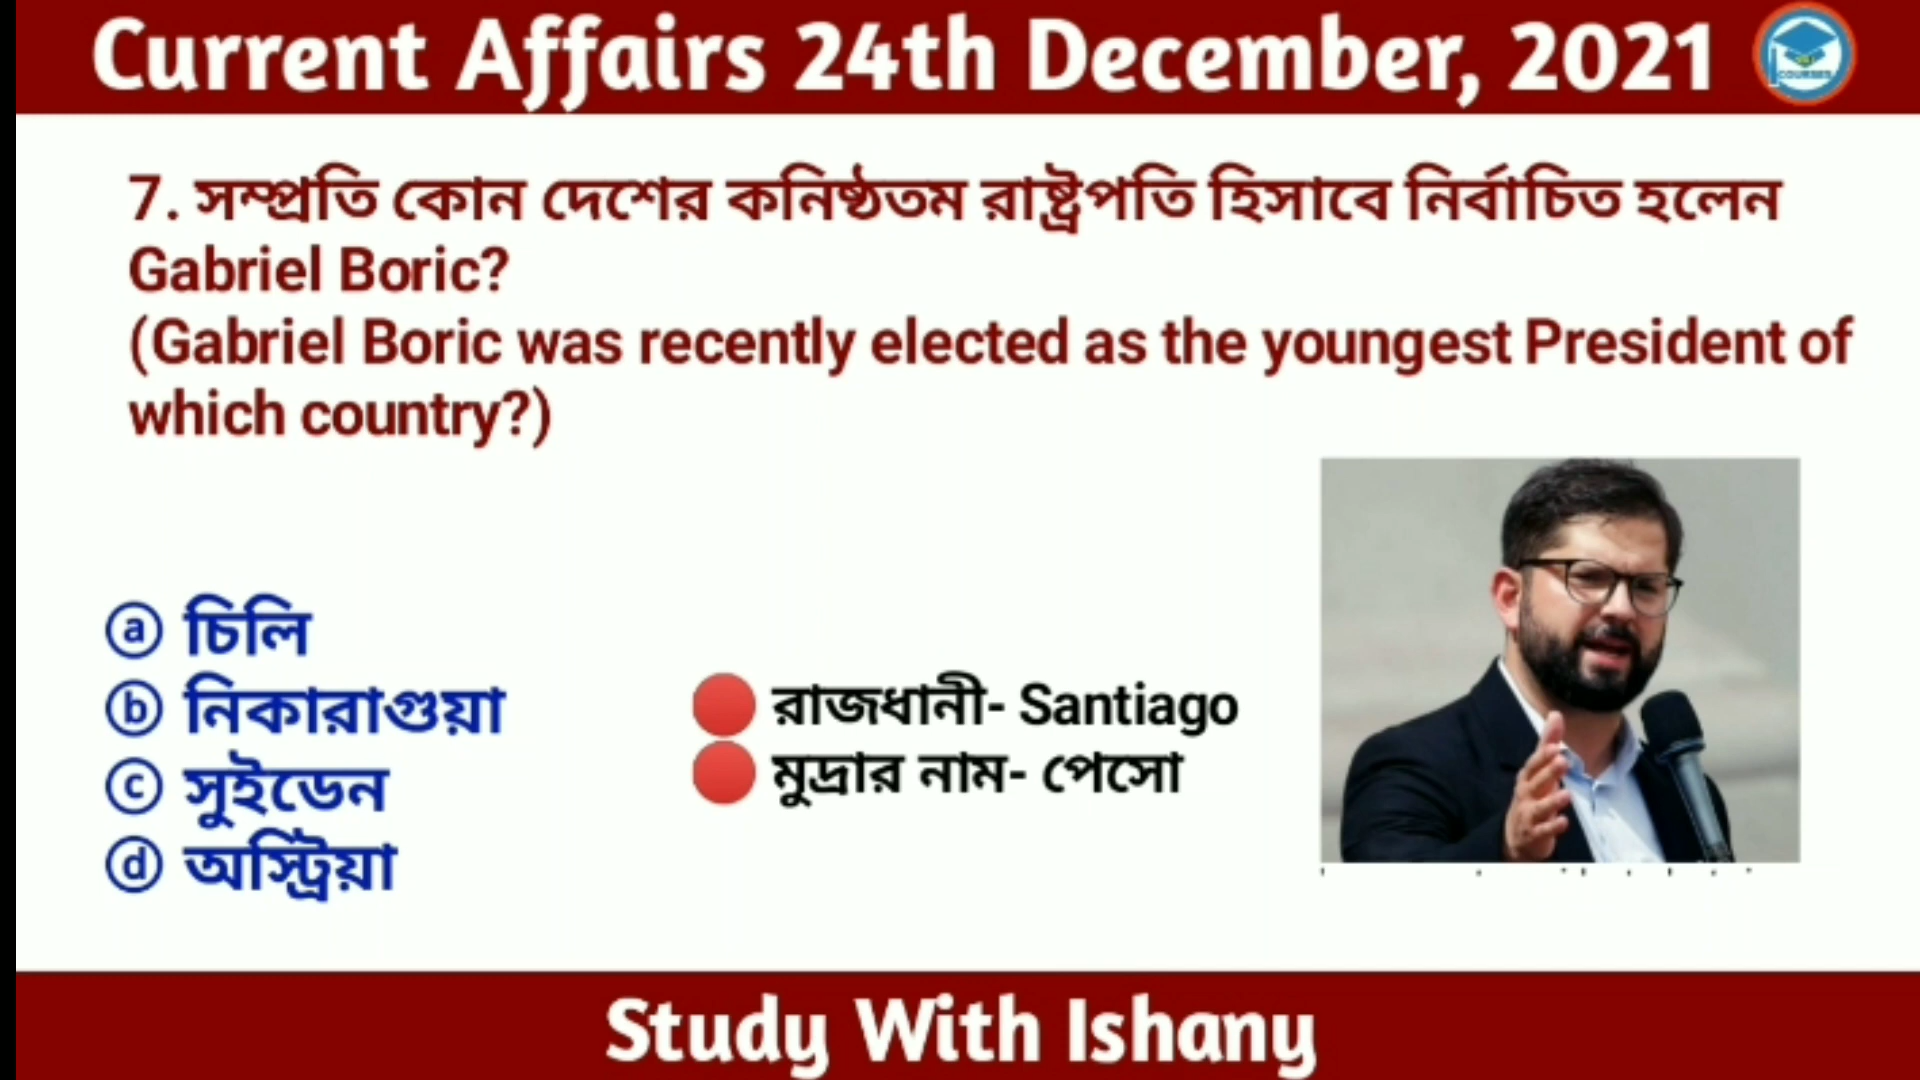 Current Affairs 24th December, 2021
COURSES
7. সম্প্রতি কোন দেশের কনিষ্ঠতম রাষ্ট্রপতি হিসাবে নির্বাচিত হলেন
Gabriel Boric?
(Gabriel Boric was recently elected as the youngest President of
which country?)
ⓐ চিলি
ⓑ নিকারাগুয়া
ⓒ সুইডেন
ⓓ অস্ট্রিয়া
রাজধানী- Santiago
মুদ্রার নাম- পেসো
Study With Ishany